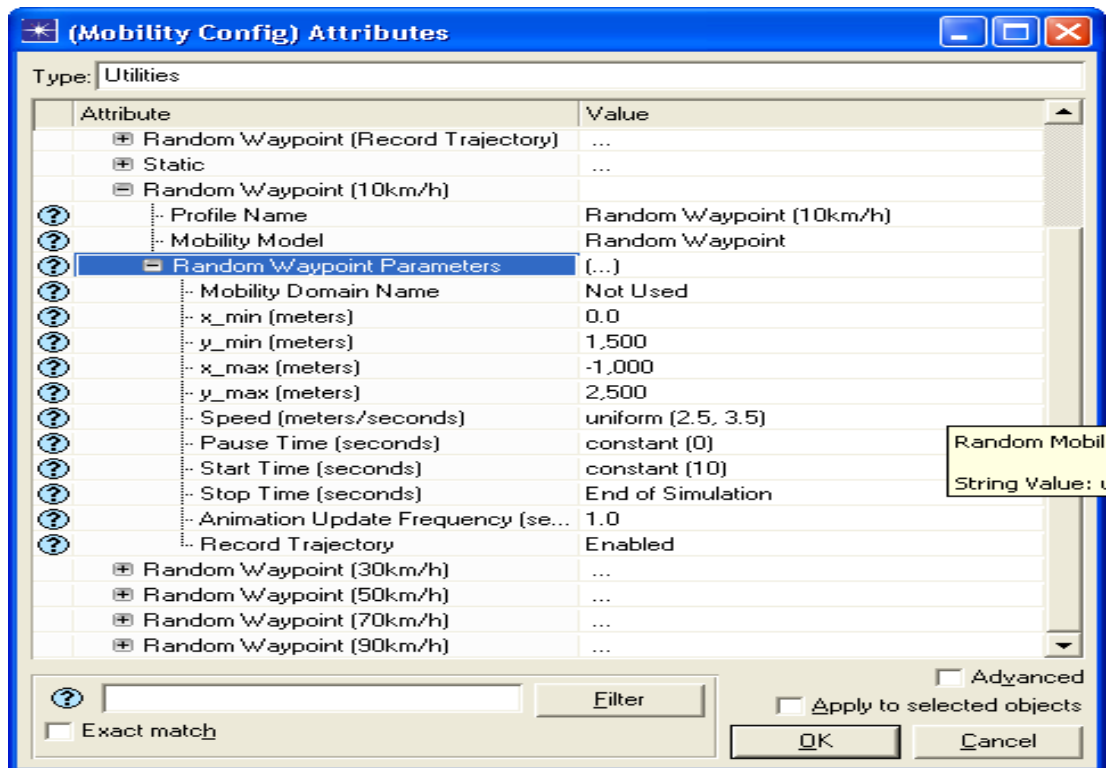 (Mobility Config) Attributes
Type: Utilities
Attribute Value
Random Waypoint (Record Trajectory) ...
Static ...
Random Waypoint (10km/h)
Profile Name Random Waypoint (10km/h)
Mobility Model Random Waypoint
Random Waypoint Parameters (...)
Mobility Domain Name Not Used
x_min (meters) 0.0
y_min (meters) 1,500
x_max (meters) -1,000
y_max (meters) 2,500
Speed (meters/seconds) uniform (2.5, 3.5)
Pause Time (seconds) constant (0)
Random Mobil
Start Time (seconds) constant (10)
Stop Time (seconds) End of Simulation
String Value: u
Animation Update Frequency (se... 1.0
Record Trajectory Enabled
Random Waypoint (30km/h) ...
Random Waypoint (50km/h) ...
Random Waypoint (70km/h) ...
Random Waypoint (90km/h) ...
Advanced
Filter
Apply to selected objects
Exact match
OK Cancel